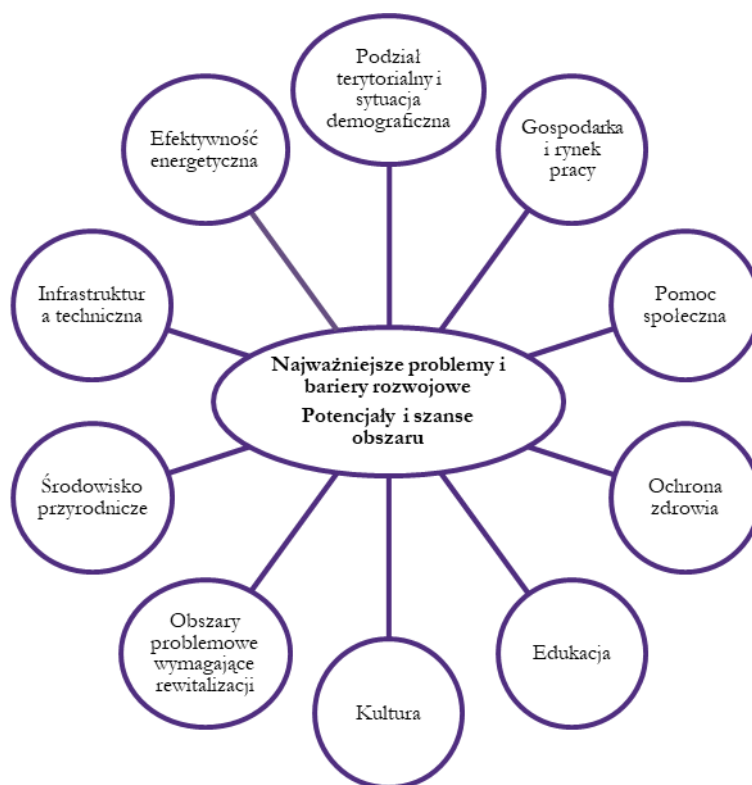 Podział
terytorialny i
sytuacja
demograficzna
Gospodarka
i rynek
pracy
Pomoc
społeczna
Ochrona
zdrowia
Edukacja
Kultura
Obszary
problemowe
wymagające
rewitalizacji
Środowisko
przyrodnicze
Infrastruktur
a techniczna
Efektywność
energetyczna
Najważniejsze problemy i
bariery rozwojowe
Potencjały i szanse
obszaru